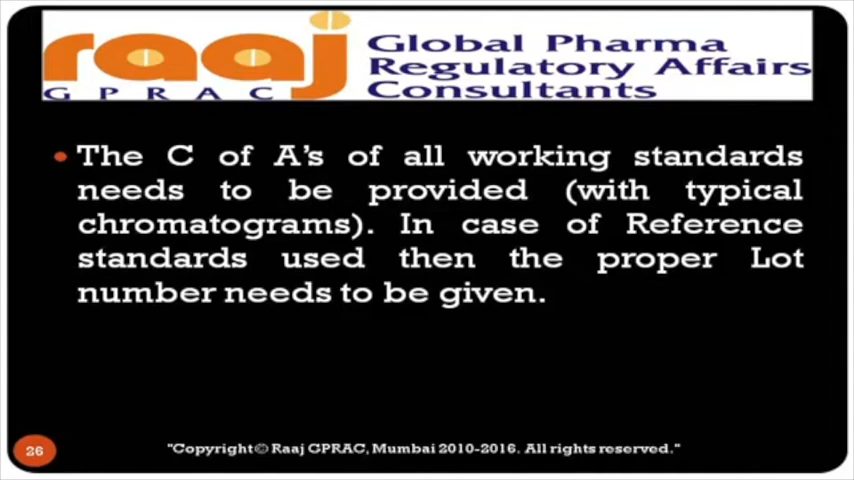 raaj
GPRAC
Global Pharma
Regulatory Affairs
Consultants
• The C of A's of all working standards
needs to be provided (with typical
chromatograms). In case of Reference
standards used then the proper Lot
number needs to be given.
26
"Copyright© Raaj GPRAC, Mumbai 2010-2016. All rights reserved."